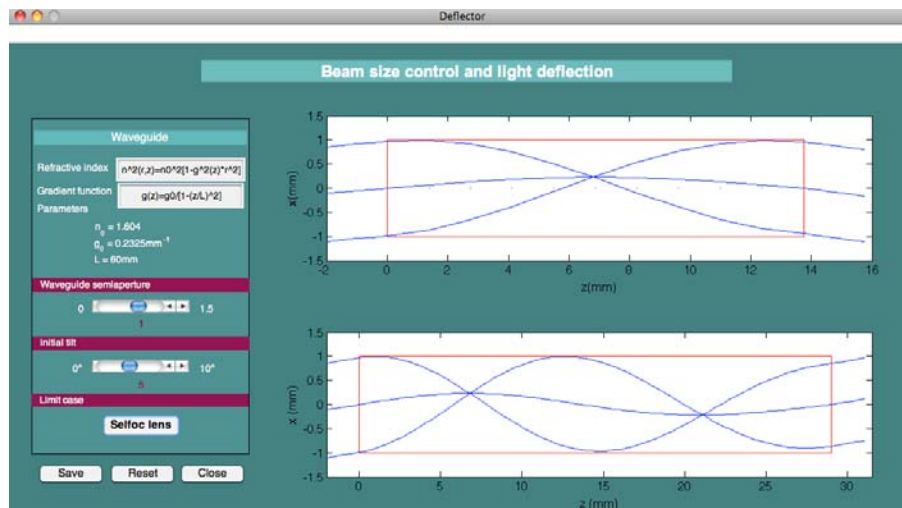 Deflector
Beam size control and light deflection
Waveguide
Refractive index n^2(r,z)=n0^2[1-g^2(z)*r^2]
Gradient function g(z)=g0/[1-(z/L)^2]
Parameters
n0 = 1.604
g0 = 0.2325mm-1
L = 60mm
Waveguide semiaperture
0 1.5
1
Initial tilt
0° 10°
5
Limit case
Selfoc lens
Save Reset Close
1.5
1
0.5
0
-0.5
-1
-1.5
x(mm)
-2 0 2 4 6 8 10 12 14 16
z(mm)
1.5
1
0.5
0
-0.5
-1
-1.5
x (mm)
0 5 10 15 20 25 30
z (mm)